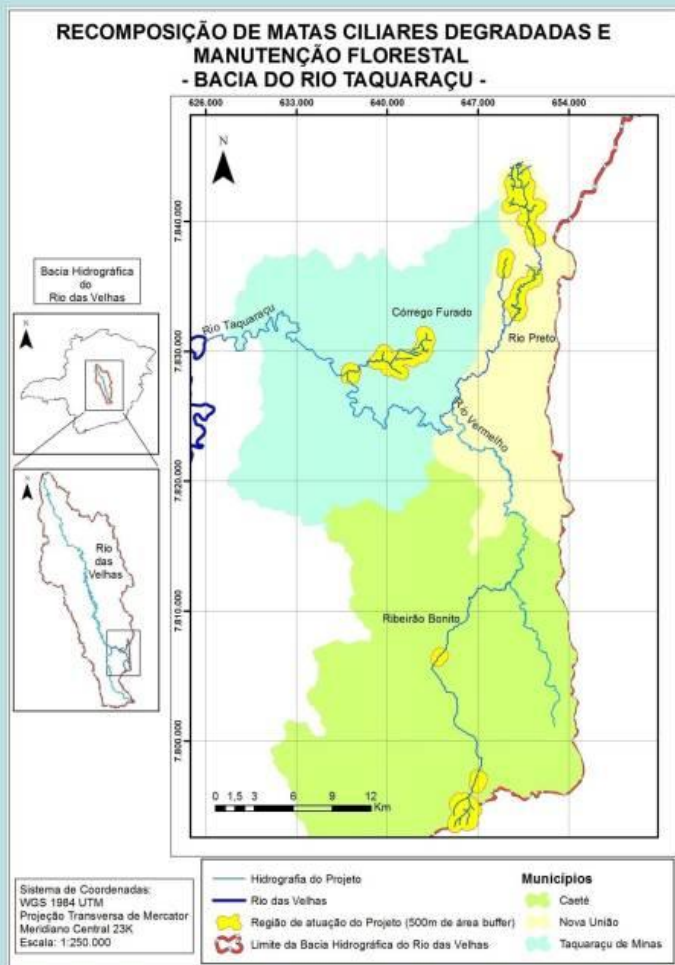 RECOMPOSIÇÃO DE MATAS CILIARES DEGRADADAS E
MANUTENÇÃO FLORESTAL
- BACIA DO RIO TAQUARAÇU -
626.000
633.000
640.000
647.000
654.000
N
7.840.000
7.830.000
7.820.000
7.810.000
7.800.000
Bacia Hidrográfica
do
Rio das Velhas
N
N
Rio
das
Velhas
Rio Taquaraçu
Córrego Furado
Rio Preto
Rio Vermelho
Ribeirão Bonito
0 1,5 3 6 9 12
Km
Sistema de Coordenadas:
WGS 1984 UTM
Projeção Transversa de Mercator
Meridiano Central 23K
Escala: 1:250.000
Hidrografia do Projeto
Rio das Velhas
Região de atuação do Projeto (500m de área buffer)
Limite da Bacia Hidrográfica do Rio das Velhas
Municípios
Caeté
Nova União
Taquaraçu de Minas